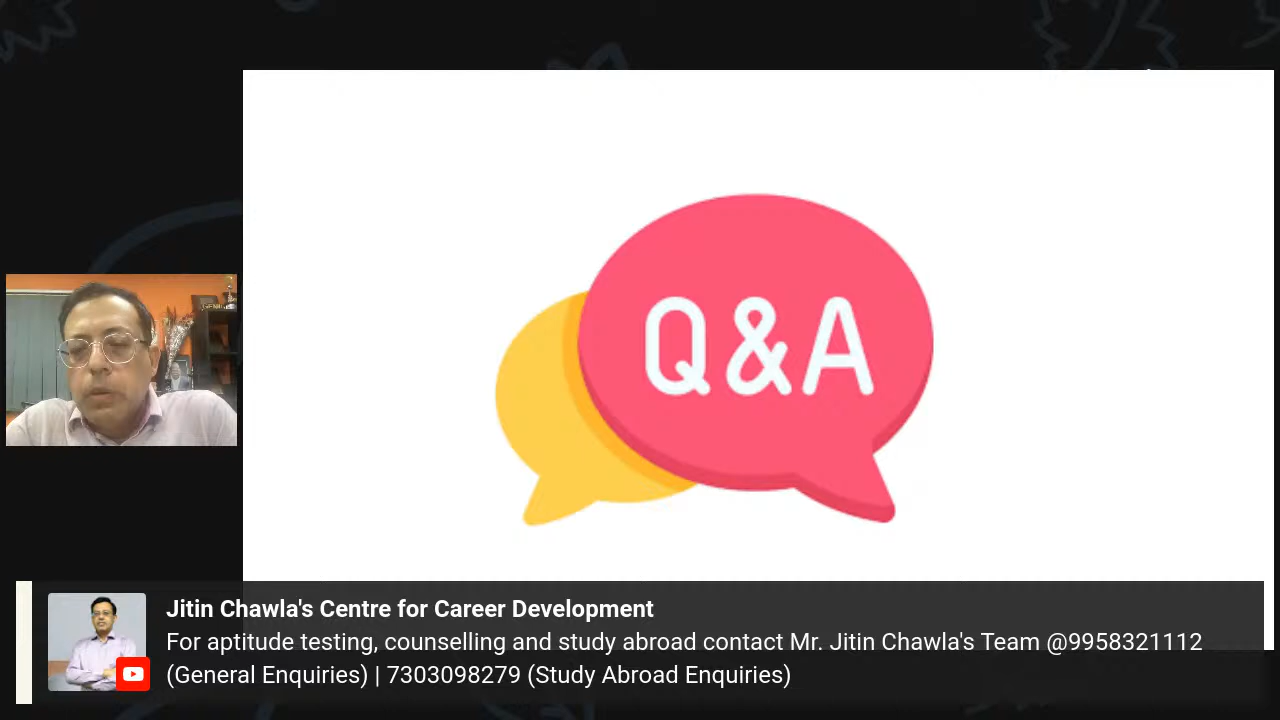 Q&A
Jitin Chawla's Centre for Career Development
For aptitude testing, counselling and study abroad contact Mr. Jitin Chawla's Team @9958321112
(General Enquiries) | 7303098279 (Study Abroad Enquiries)